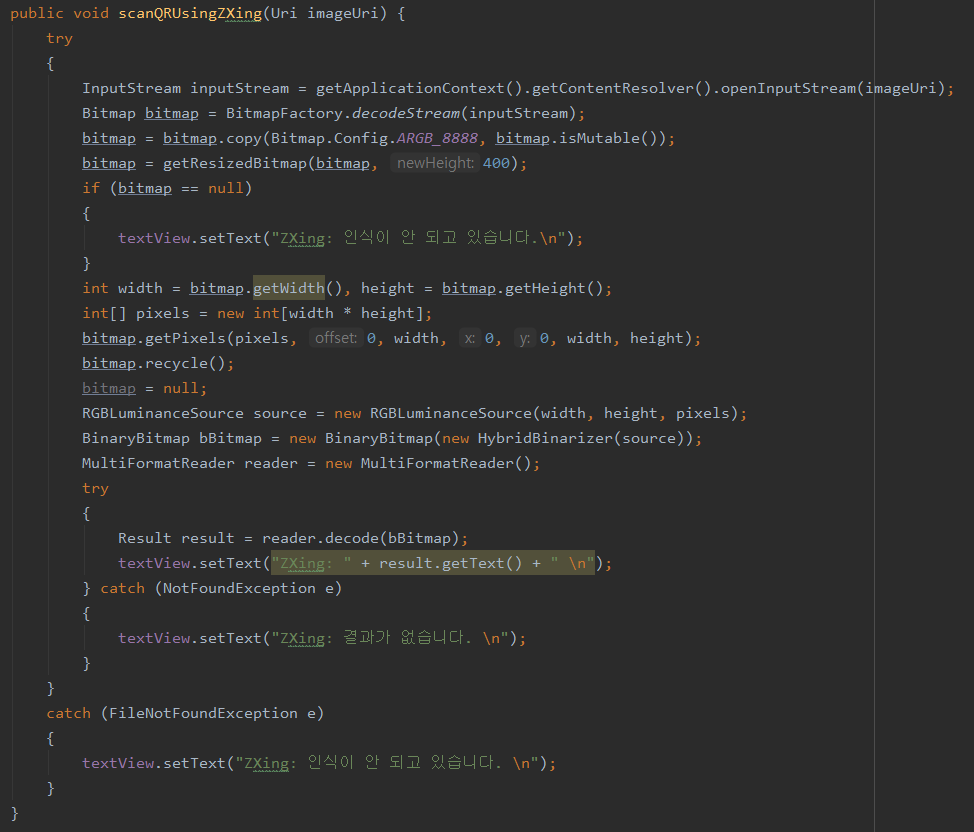 public void scanQRUsingZXing(Uri imageUri) {
try
{
InputStream inputStream = getApplicationContext().getContentResolver().openInputStream(imageUri);
Bitmap bitmap = BitmapFactory.decodeStream(inputStream);
bitmap = bitmap.copy(Bitmap.Config.ARGB_8888, bitmap.isMutable());
bitmap = getResizedBitmap(bitmap, newHeight: 400);
if (bitmap == null)
{
textView.setText("ZXing: 인식이 안 되고 있습니다.\n");
}
int width = bitmap.getWidth(), height = bitmap.getHeight();
int[] pixels = new int[width * height];
bitmap.getPixels(pixels, offset: 0, width, x: 0, y: 0, width, height);
bitmap.recycle();
bitmap = null;
RGBLuminanceSource source = new RGBLuminanceSource(width, height, pixels);
BinaryBitmap bBitmap = new BinaryBitmap(new HybridBinarizer(source));
MultiFormatReader reader = new MultiFormatReader();
try
{
Result result = reader.decode(bBitmap);
textView.setText("ZXing: " + result.getText() + " \n");
} catch (NotFoundException e)
{
textView.setText("ZXing: 결과가 없습니다. \n");
}
}
catch (FileNotFoundException e)
{
textView.setText("ZXing: 인식이 안 되고 있습니다. \n");
}
}